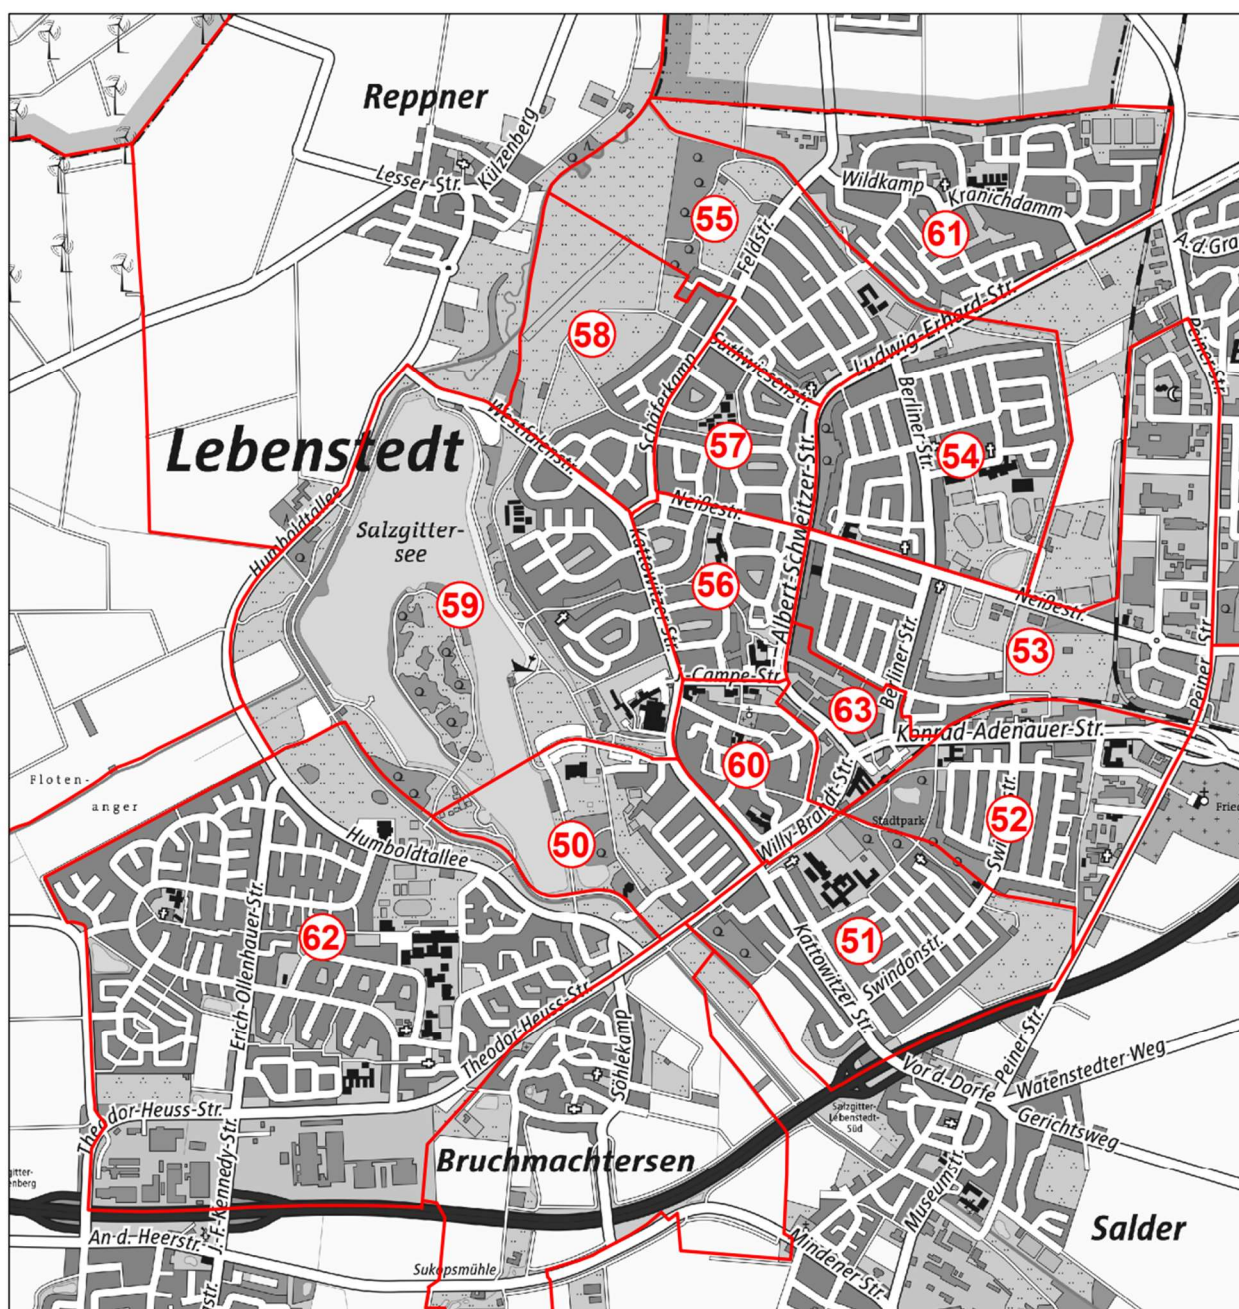 Reppner
Lesser-Str.
Külzenberg
55
Feldstr.
Wildkamp
Kranichdamm
61
A.d.Gra
58
Ludwig-Erhard-Str.
Peiner-Str.
Suthwiesenstr.
Schäferkamp
Berliner-Str.
Westfalenstr.
Lebenstedt
57
54
Albert-Schweitzer-Str.
Neißestr.
Humboldtallee
Salzgitter-
see
Kattowitzer-Str.
56
59
Neißestr.
53
Peiner-Str.
Berliner-Str.
-Campe-Str.
63
Konrad-Adenauer-Str.
60
Floten-
anger
Willy-Brandt-Str.
Stadtpark
52
Fried
Humboldtallee
50
Erich-Ollenhauer-Str.
62
51
Kattowitzer Str.
Swindonstr.
Theodor-Heuss-Str.
Söhlekamp
Peiner Str.
Vor d. Dorfe
Watenstedter Weg
Theodor-Heuss-Str.
Salzgitter-
Lebenstedt-
Süd
Gerichtsweg
J.-F.-Kennedy-Str.
Bruchmachtersen
Museumstr.
An d. Heerstr.
Mindener Str.
Salder
Sukopsmühle